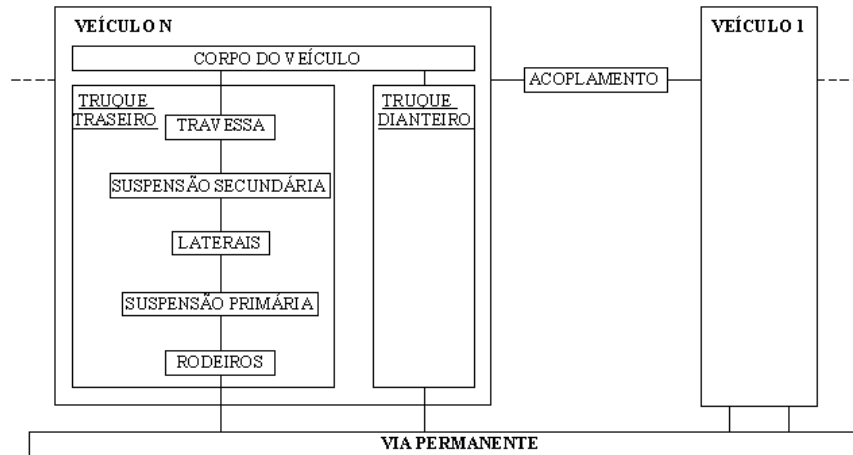 VEÍCULO N
VEÍCULO 1
CORPO DO VEÍCULO
ACOPLAMENTO
TRUQUE
TRASEIRO
TRUQUE
DIANTEIRO
TRAVESSA
SUSPENSÃO SECUNDÁRIA
LATERAIS
SUSPENSÃO PRIMÁRIA
RODEIROS
VIA PERMANENTE